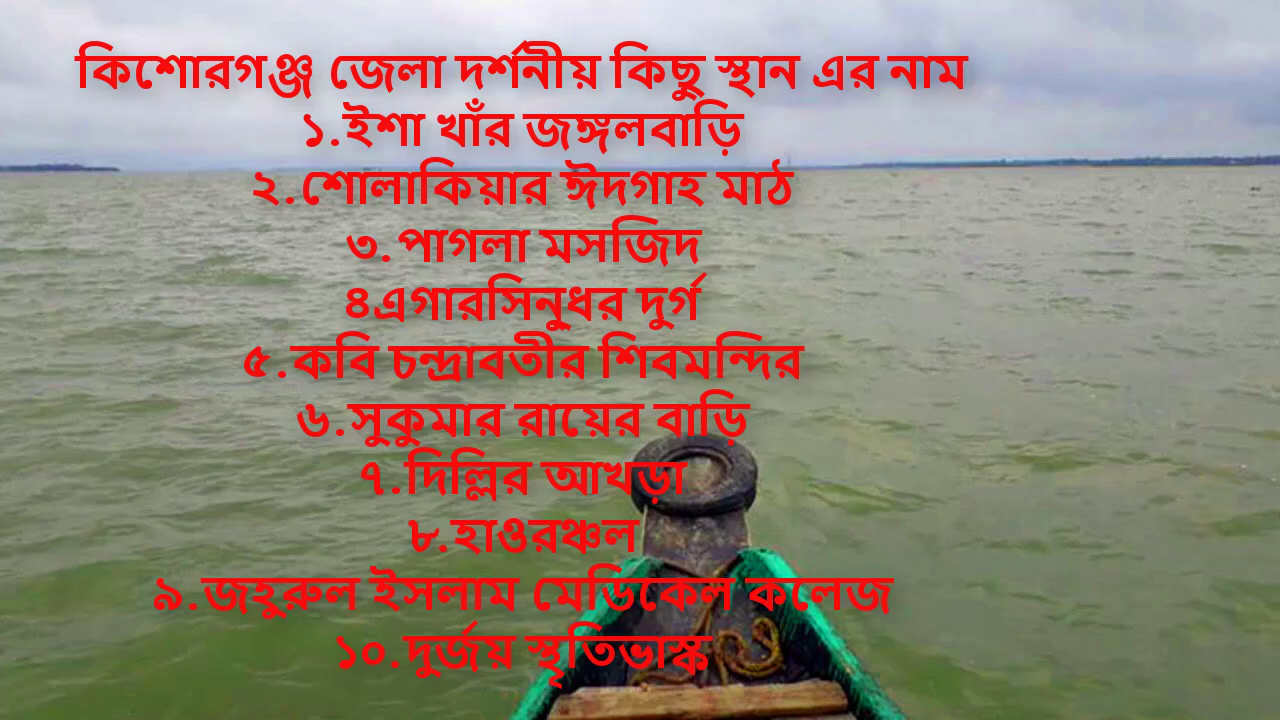 কিশোরগঞ্জ জেলা দর্শনীয় কিছু স্থান এর নাম
১.ইশা খাঁর জঙ্গলবাড়ি
২.শোলাকিয়ার ঈদগাহ মাঠ
৩.পাগলা মসজিদ
৪এগারসিনুধর দুর্গ
৫.কবি চন্দ্রাবতীর শিবমন্দির
৬.সুকুমার রায়ের বাড়ি
৭.দিল্লির আখড়া
৮.হাওরঞ্চল
৯.জহুরুল ইসলাম মেডিকেল কলেজ
১০.দুর্জয় স্থৃতিভাস্ক